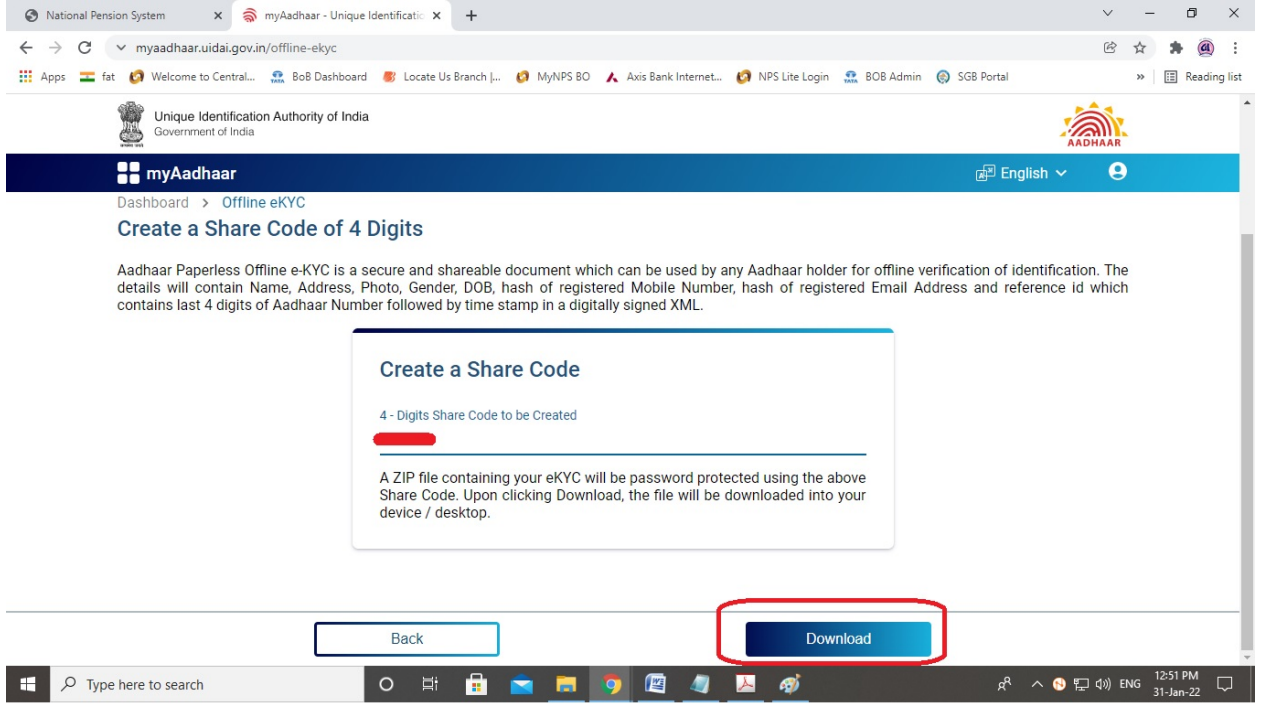 National Pension System
myAadhaar - Unique Identificatic
myaadhaar.uidai.gov.in/offline-ekyc
Apps fat Welcome to Central... BoB Dashboard Locate Us Branch |... MyNPS BO Axis Bank Internet... NPS Lite Login BOB Admin SGB Portal » Reading list
Unique Identification Authority of India
Government of India
AADHAAR
myAadhaar English
Dashboard > Offline eKYC
Create a Share Code of 4 Digits
Aadhaar Paperless Offline e-KYC is a secure and shareable document which can be used by any Aadhaar holder for offline verification of identification. The
details will contain Name, Address, Photo, Gender, DOB, hash of registered Mobile Number, hash of registered Email Address and reference id which
contains last 4 digits of Aadhaar Number followed by time stamp in a digitally signed XML.
Create a Share Code
4 - Digits Share Code to be Created
A ZIP file containing your eKYC will be password protected using the above
Share Code. Upon clicking Download, the file will be downloaded into your
device / desktop.
Back Download
Type here to search
ENG
12:51 PM
31-Jan-22